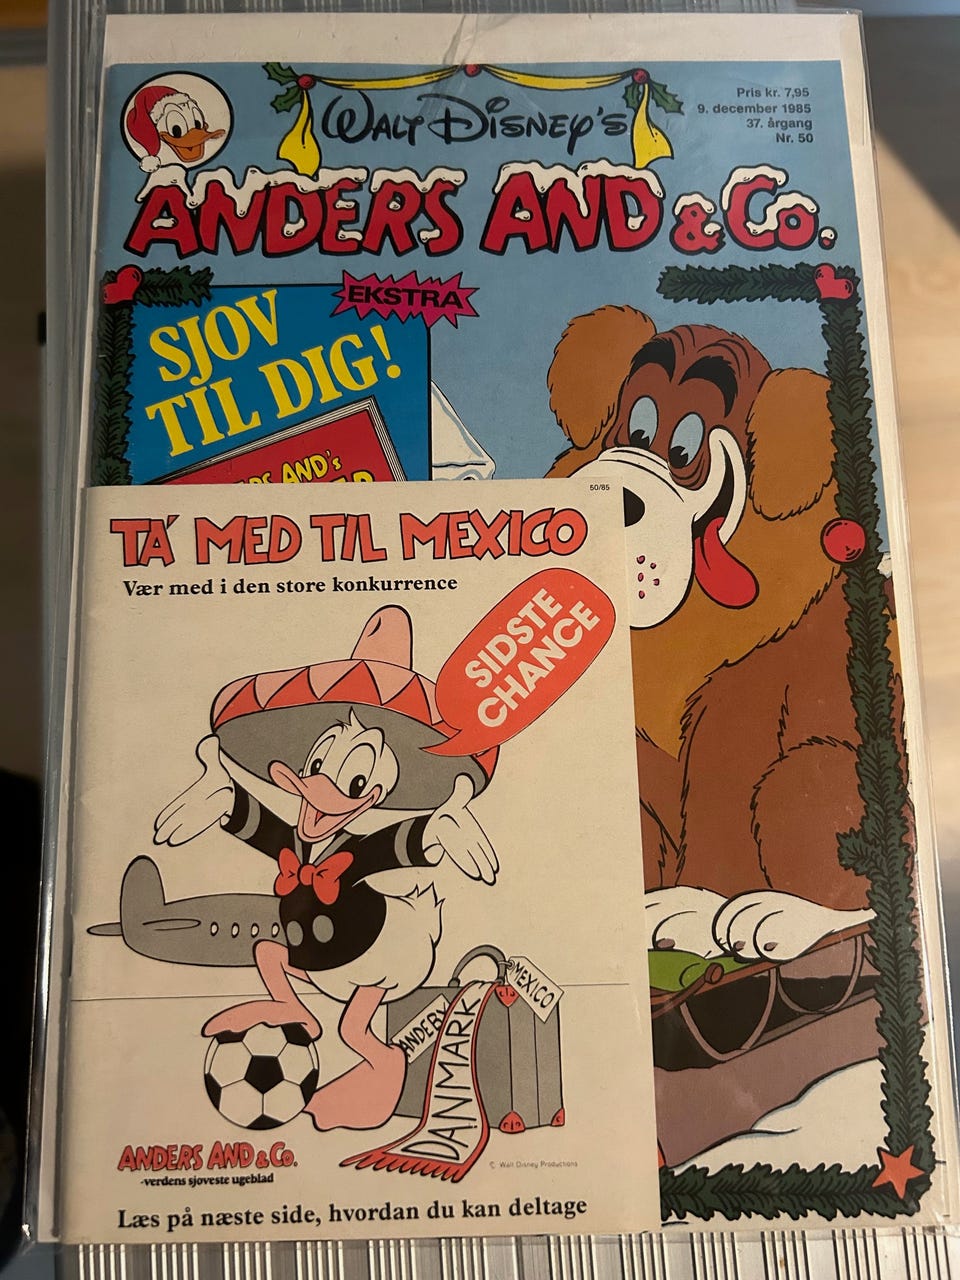 WALT DISNEY'S
Pris kr. 7,95
9. december 1985
37. årgang
Nr. 50
ANDERS AND & Co.
EKSTRA
SJOV
TIL DIG!
AND's
50/85
TA' MED TIL MEXICO
Vær med i den store konkurrence
SIDSTE
CHANCE
MEXICO
ANDEBY
DANMARK
ANDERS AND & Co.
-verdens sjoveste ugeblad
© Walt Disney Productions
Læs på næste side, hvordan du kan deltage